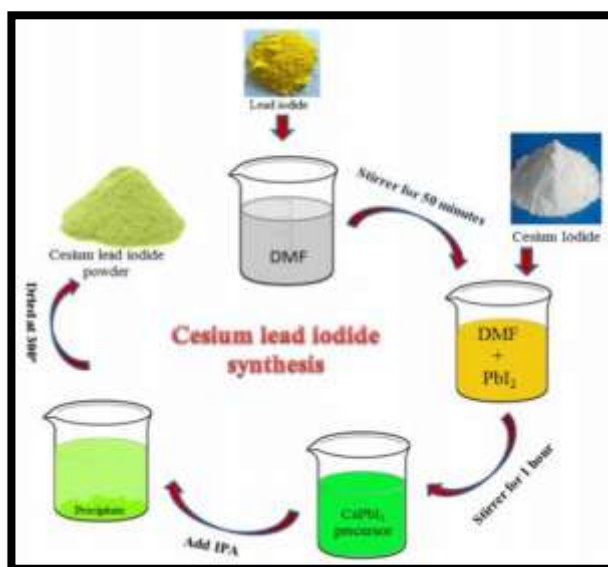 Lead iodide
DMF
Stirrer for 50 minutes
Cesium Iodide
DMF
+
PbI₂
Stirrer for 1 hour
CsPbI₃
precursor
Add IPA
Precipitate
Cesium lead iodide
powder
Cesium lead iodide
synthesis